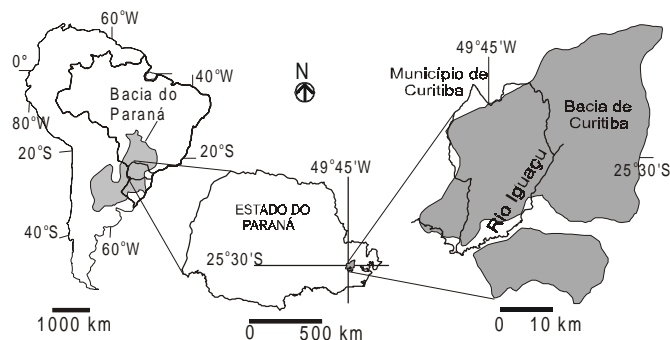 60°W
0°
40°W
Bacia do
Paraná
80°W
20°S
20°S
40°S
60°W
1000 km
N
49°45'W
ESTADO DO
PARANÁ
25°30'S
0 500 km
49°45'W
Município de
Curitiba
Bacia de
Curitiba
Rio Iguaçu
25°30'S
0 10 km